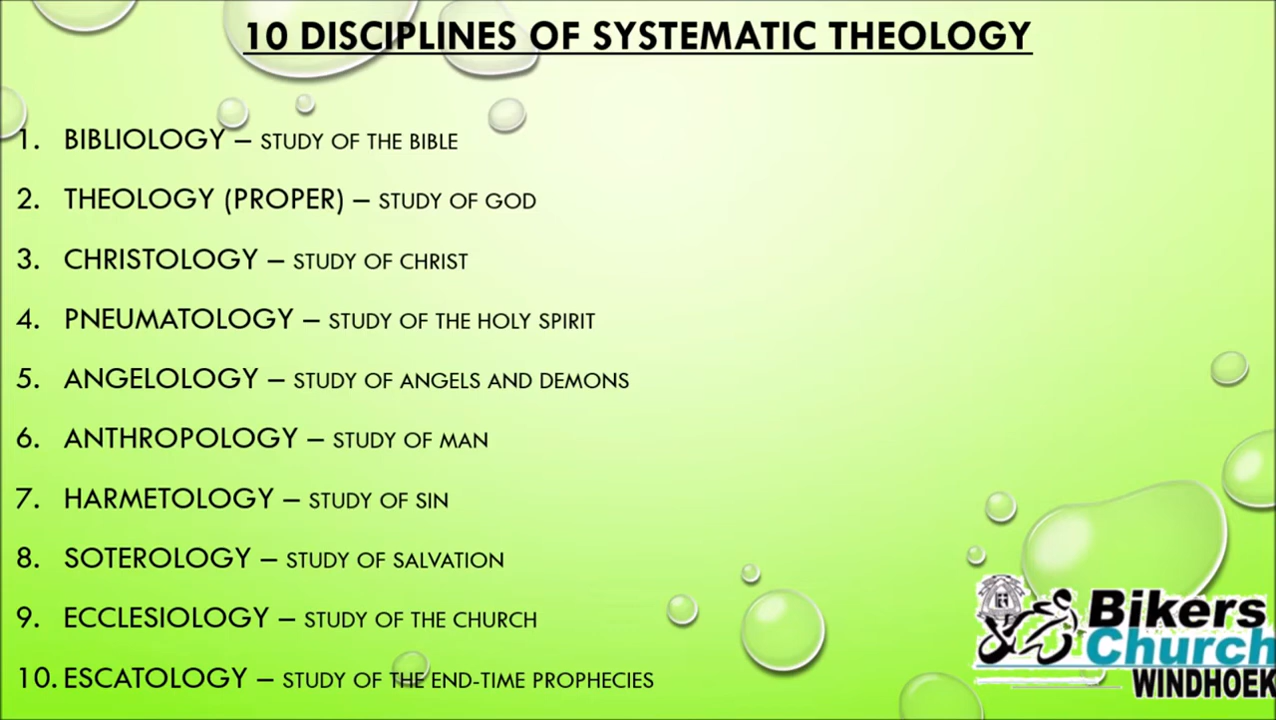 10 DISCIPLINES OF SYSTEMATIC THEOLOGY
1. BIBLIOLOGY – STUDY OF THE BIBLE
2. THEOLOGY (PROPER) – STUDY OF GOD
3. CHRISTOLOGY – STUDY OF CHRIST
4. PNEUMATOLOGY – STUDY OF THE HOLY SPIRIT
5. ANGELOLOGY – STUDY OF ANGELS AND DEMONS
6. ANTHROPOLOGY – STUDY OF MAN
7. HARMETOLOGY – STUDY OF SIN
8. SOTEROLOGY – STUDY OF SALVATION
9. ECCLESIOLOGY – STUDY OF THE CHURCH
10. ESCATOLOGY – STUDY OF THE END-TIME PROPHECIES
Bikers
Church
WINDHOEK